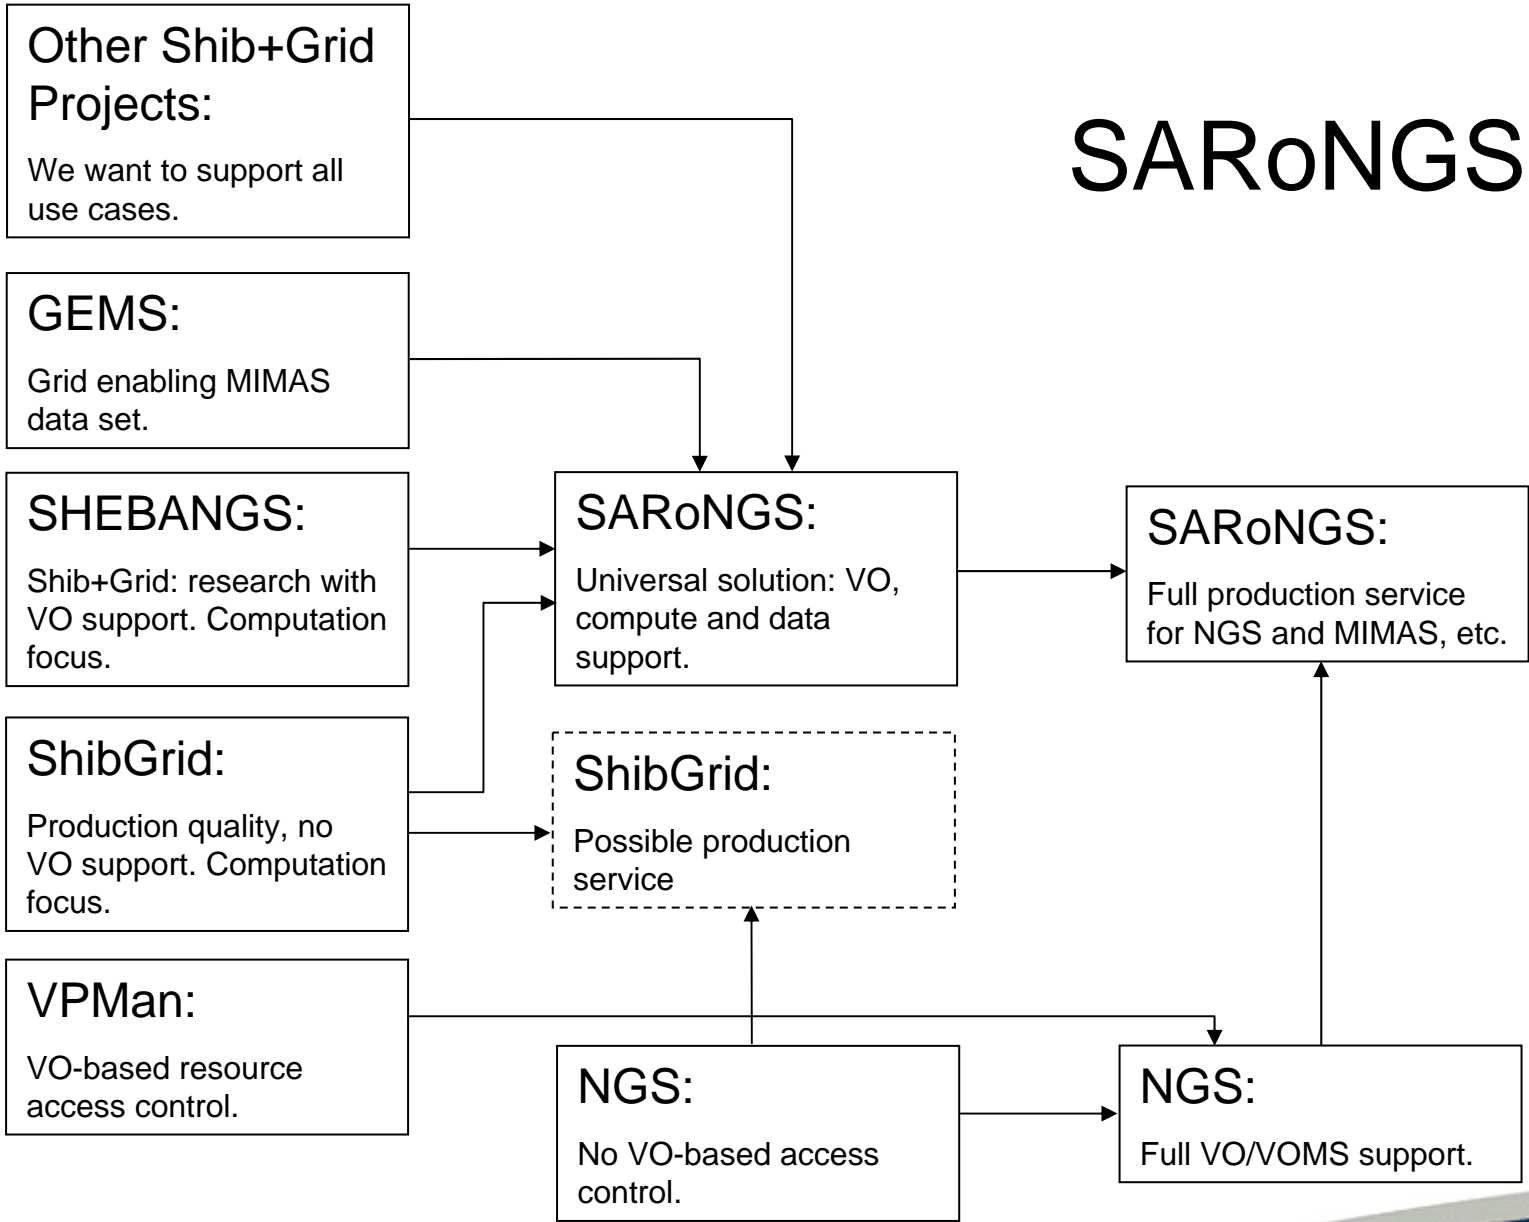 SARoNGS
Other Shib+Grid
Projects:
We want to support all
use cases.
GEMS:
Grid enabling MIMAS
data set.
SHEBANGS:
Shib+Grid: research with
VO support. Computation
focus.
ShibGrid:
Production quality, no
VO support. Computation
focus.
VPMan:
VO-based resource
access control.
SARoNGS:
Universal solution: VO,
compute and data
support.
ShibGrid:
Possible production
service
NGS:
No VO-based access
control.
SARoNGS:
Full production service
for NGS and MIMAS, etc.
NGS:
Full VO/VOMS support.